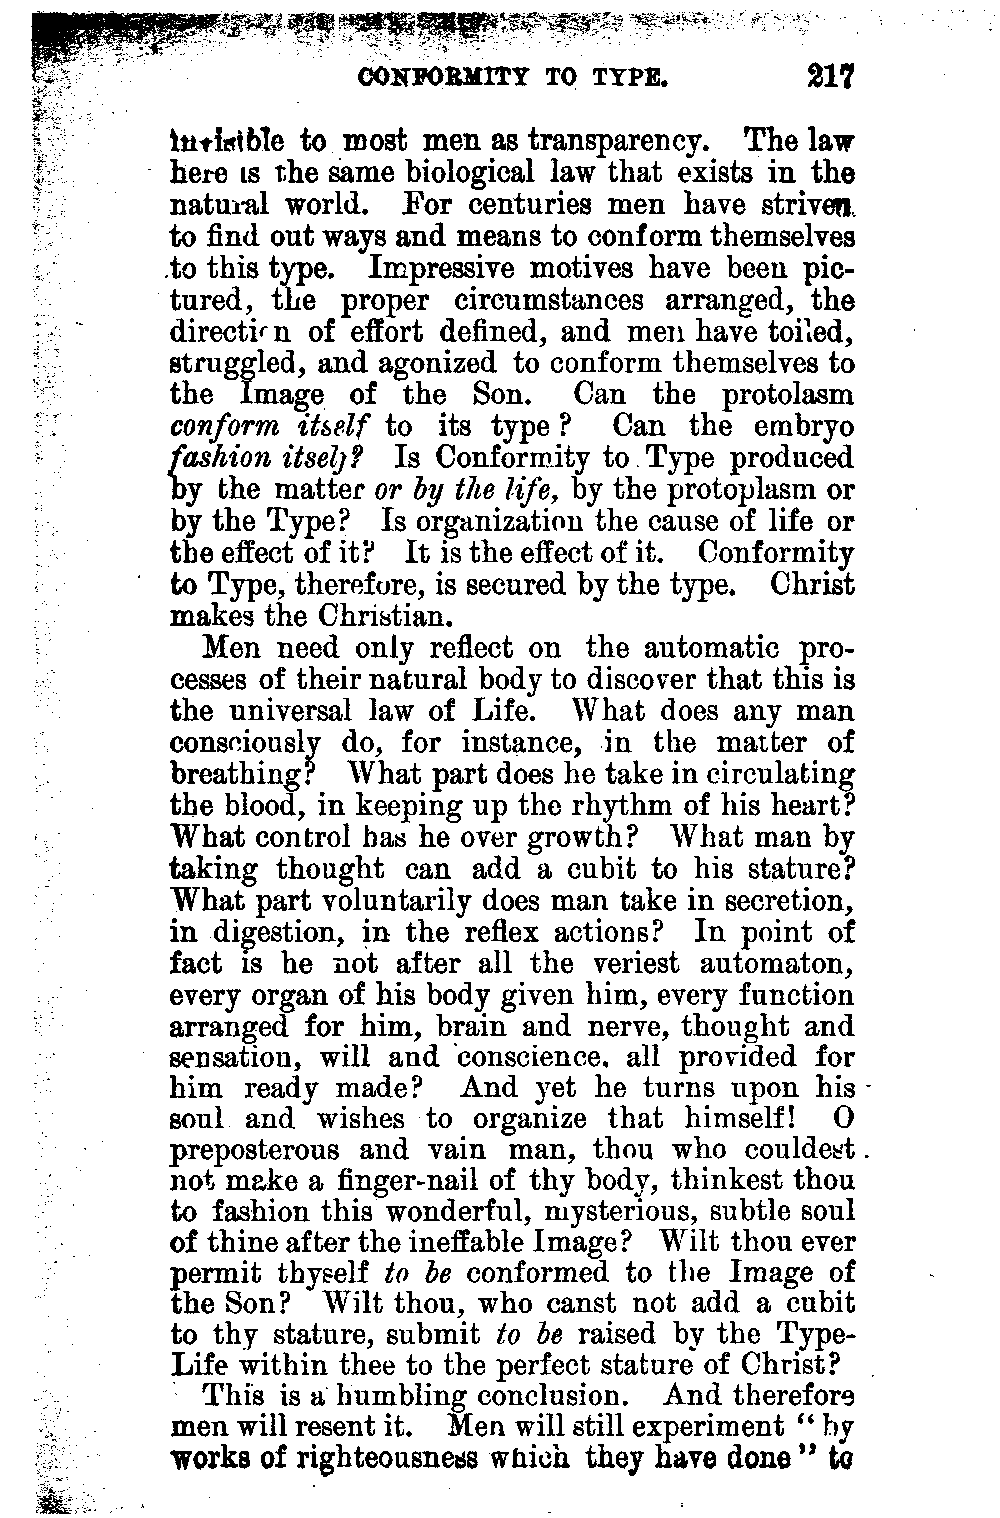 CONFORMITY TO TYPE. 217
invisible to most men as transparency. The law
here is the same biological law that exists in the
natural world. For centuries men have striven
to find out ways and means to conform themselves
to this type. Impressive motives have been pic-
tured, the proper circumstances arranged, the
direction of effort defined, and men have toiled,
struggled, and agonized to conform themselves to
the Image of the Son. Can the protolasm
conform itself to its type? Can the embryo
fashion itself? Is Conformity to Type produced
by the matter or by the life, by the protoplasm or
by the Type? Is organization the cause of life or
the effect of it? It is the effect of it. Conformity
to Type, therefore, is secured by the type. Christ
makes the Christian.
Men need only reflect on the automatic pro-
cesses of their natural body to discover that this is
the universal law of Life. What does any man
consciously do, for instance, in the matter of
breathing? What part does he take in circulating
the blood, in keeping up the rhythm of his heart?
What control has he over growth? What man by
taking thought can add a cubit to his stature?
What part voluntarily does man take in secretion,
in digestion, in the reflex actions? In point of
fact is he not after all the veriest automaton,
every organ of his body given him, every function
arranged for him, brain and nerve, thought and
sensation, will and conscience, all provided for
him ready made? And yet he turns upon his
soul and wishes to organize that himself! O
preposterous and vain man, thou who couldest
not make a finger-nail of thy body, thinkest thou
to fashion this wonderful, mysterious, subtle soul
of thine after the ineffable Image? Wilt thou ever
permit thyself to be conformed to the Image of
the Son? Wilt thou, who canst not add a cubit
to thy stature, submit to be raised by the Type-
Life within thee to the perfect stature of Christ?
This is a humbling conclusion. And therefore
men will resent it. Men will still experiment "by
works of righteousness which they have done" to